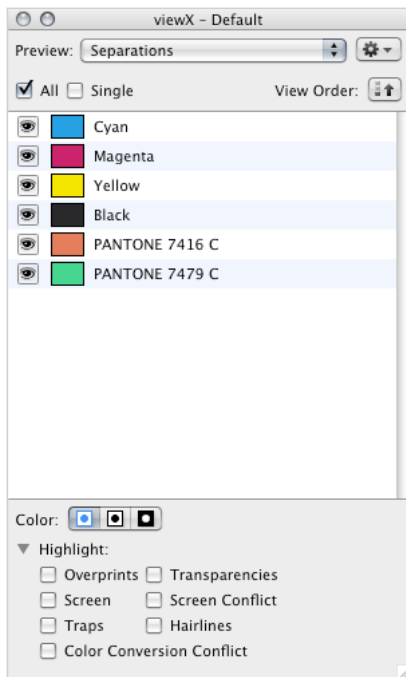 viewX – Default
Preview: Separations
All Single View Order:
Cyan
Magenta
Yellow
Black
PANTONE 7416 C
PANTONE 7479 C
Color:
Highlight:
Overprints Transparencies
Screen Screen Conflict
Traps Hairlines
Color Conversion Conflict